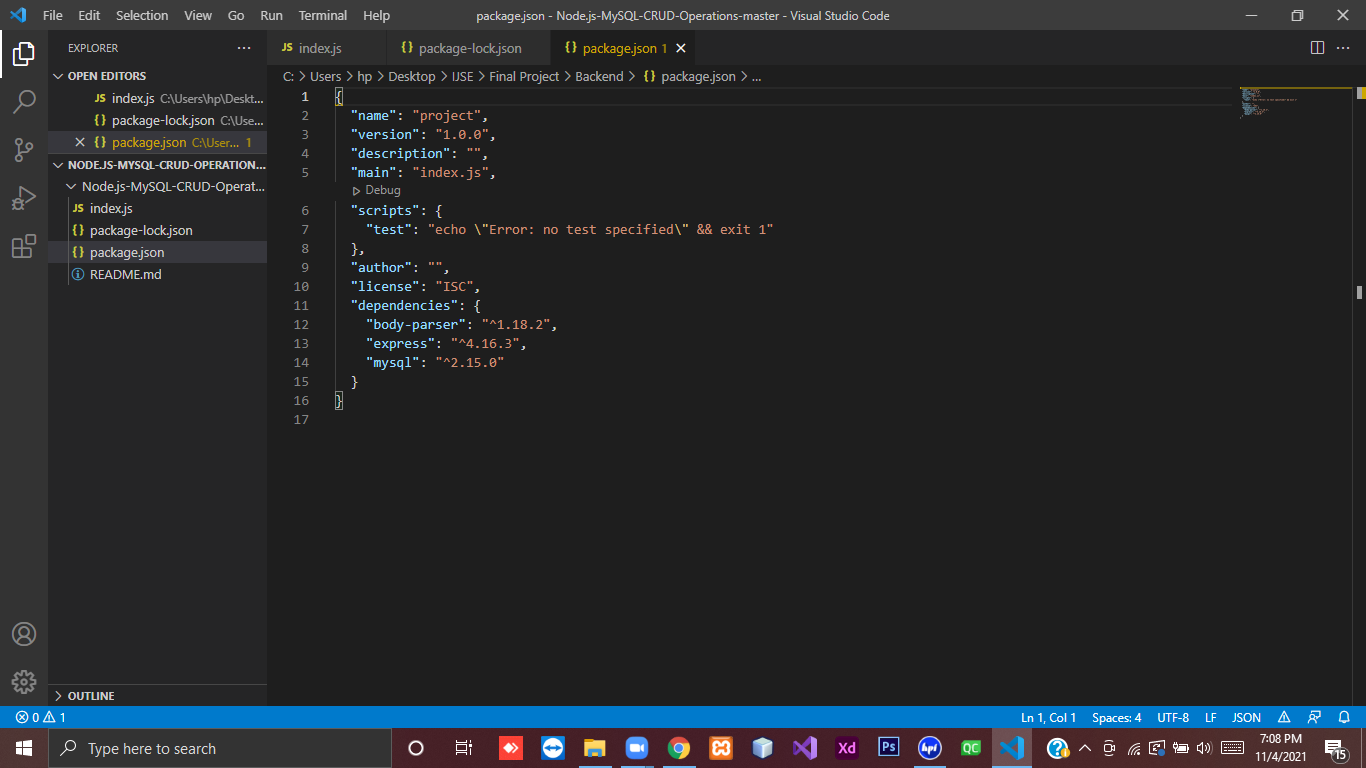 File Edit Selection View Go Run Terminal Help package.json - Node.js-MySQL-CRUD-Operations-master - Visual Studio Code
EXPLORER ···
index.js
package-lock.json
package.json 1
OPEN EDITORS
index.js C:\Users\hp\Deskt...
package-lock.json C:\Use...
package.json C:\User... 1
NODE.JS-MYSQL-CRUD-OPERATION...
Node.js-MySQL-CRUD-Operat...
index.js
package-lock.json
package.json
README.md
OUTLINE
C: > Users > hp > Desktop > IJSE > Final Project > Backend > {} package.json > ...
1 {
2 "name": "project",
3 "version": "1.0.0",
4 "description": "",
5 "main": "index.js",
Debug
6 "scripts": {
7 "test": "echo \"Error: no test specified\" && exit 1"
8 },
9 "author": "",
10 "license": "ISC",
11 "dependencies": {
12 "body-parser": "^1.18.2",
13 "express": "^4.16.3",
14 "mysql": "^2.15.0"
15 }
16 }
17
0 1 Ln 1, Col 1 Spaces: 4 UTF-8 LF JSON
Type here to search
Xd Ps hpi QC
7:08 PM
11/4/2021
15